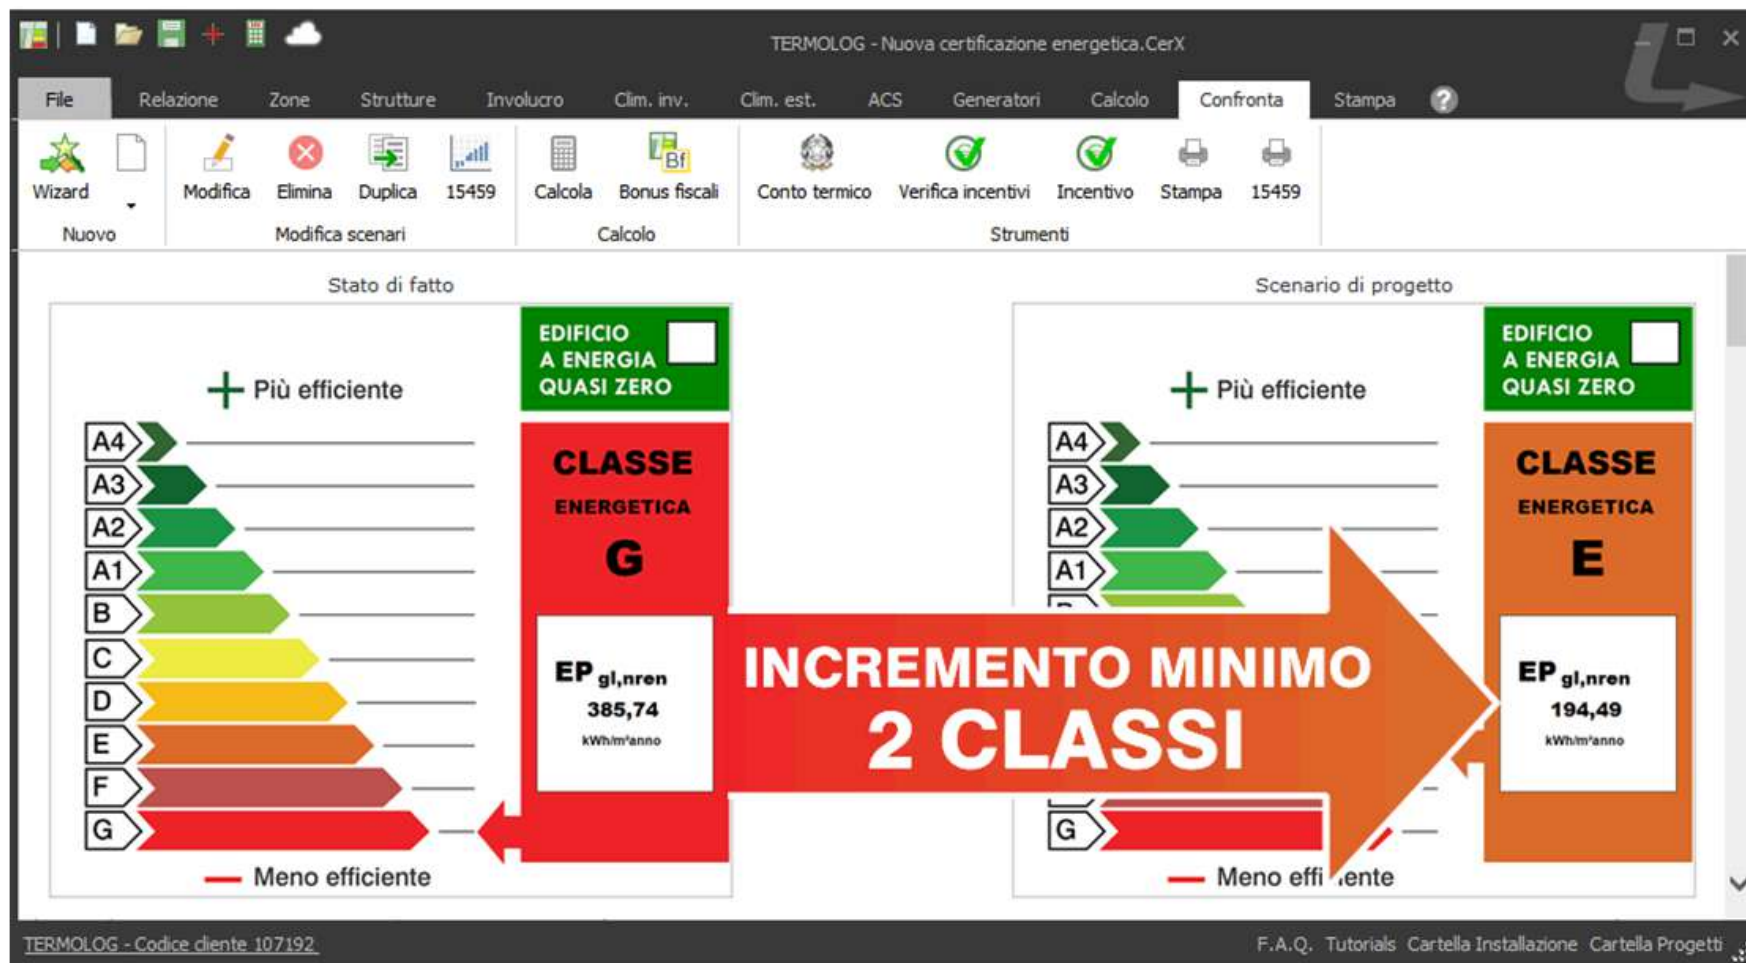 TERMOLOG - Nuova certificazione energetica.CerX
File Relazione Zone Strutture Involucro Clim. inv. Clim. est. ACS Generatori Calcolo Confronta Stampa ?
Bf
Wizard Modifica Elimina Duplica 15459 Calcola Bonus fiscali Conto termico Verifica incentivi Incentivo Stampa 15459
Nuovo Modifica scenari Calcolo Strumenti
Stato di fatto
EDIFICIO
A ENERGIA
QUASI ZERO
+ Più efficiente
A4
A3
A2
A1
B
C
D
E
F
G
— Meno efficiente
CLASSE
ENERGETICA
G
EP gl,nren
385,74
kWh/m²anno
INCREMENTO MINIMO
2 CLASSI
Scenario di progetto
EDIFICIO
A ENERGIA
QUASI ZERO
+ Più efficiente
A4
A3
A2
A1
G
— Meno effi ente
CLASSE
ENERGETICA
E
EP gl,nren
194,49
kWh/m²anno
TERMOLOG - Codice cliente 107192
F.A.Q. Tutorials Cartella Installazione Cartella Progetti